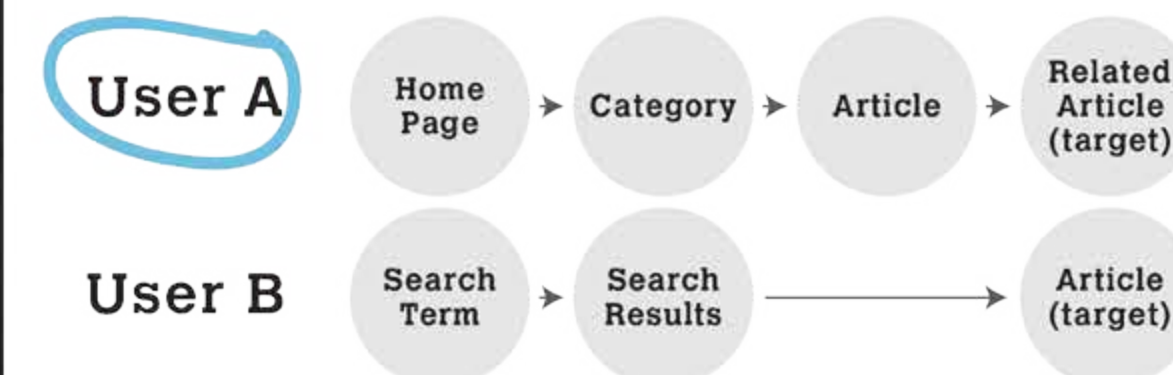 User A
Home
Page
Category
Article
Related
Article
(target)
User B
Search
Term
Search
Results
Article
(target)